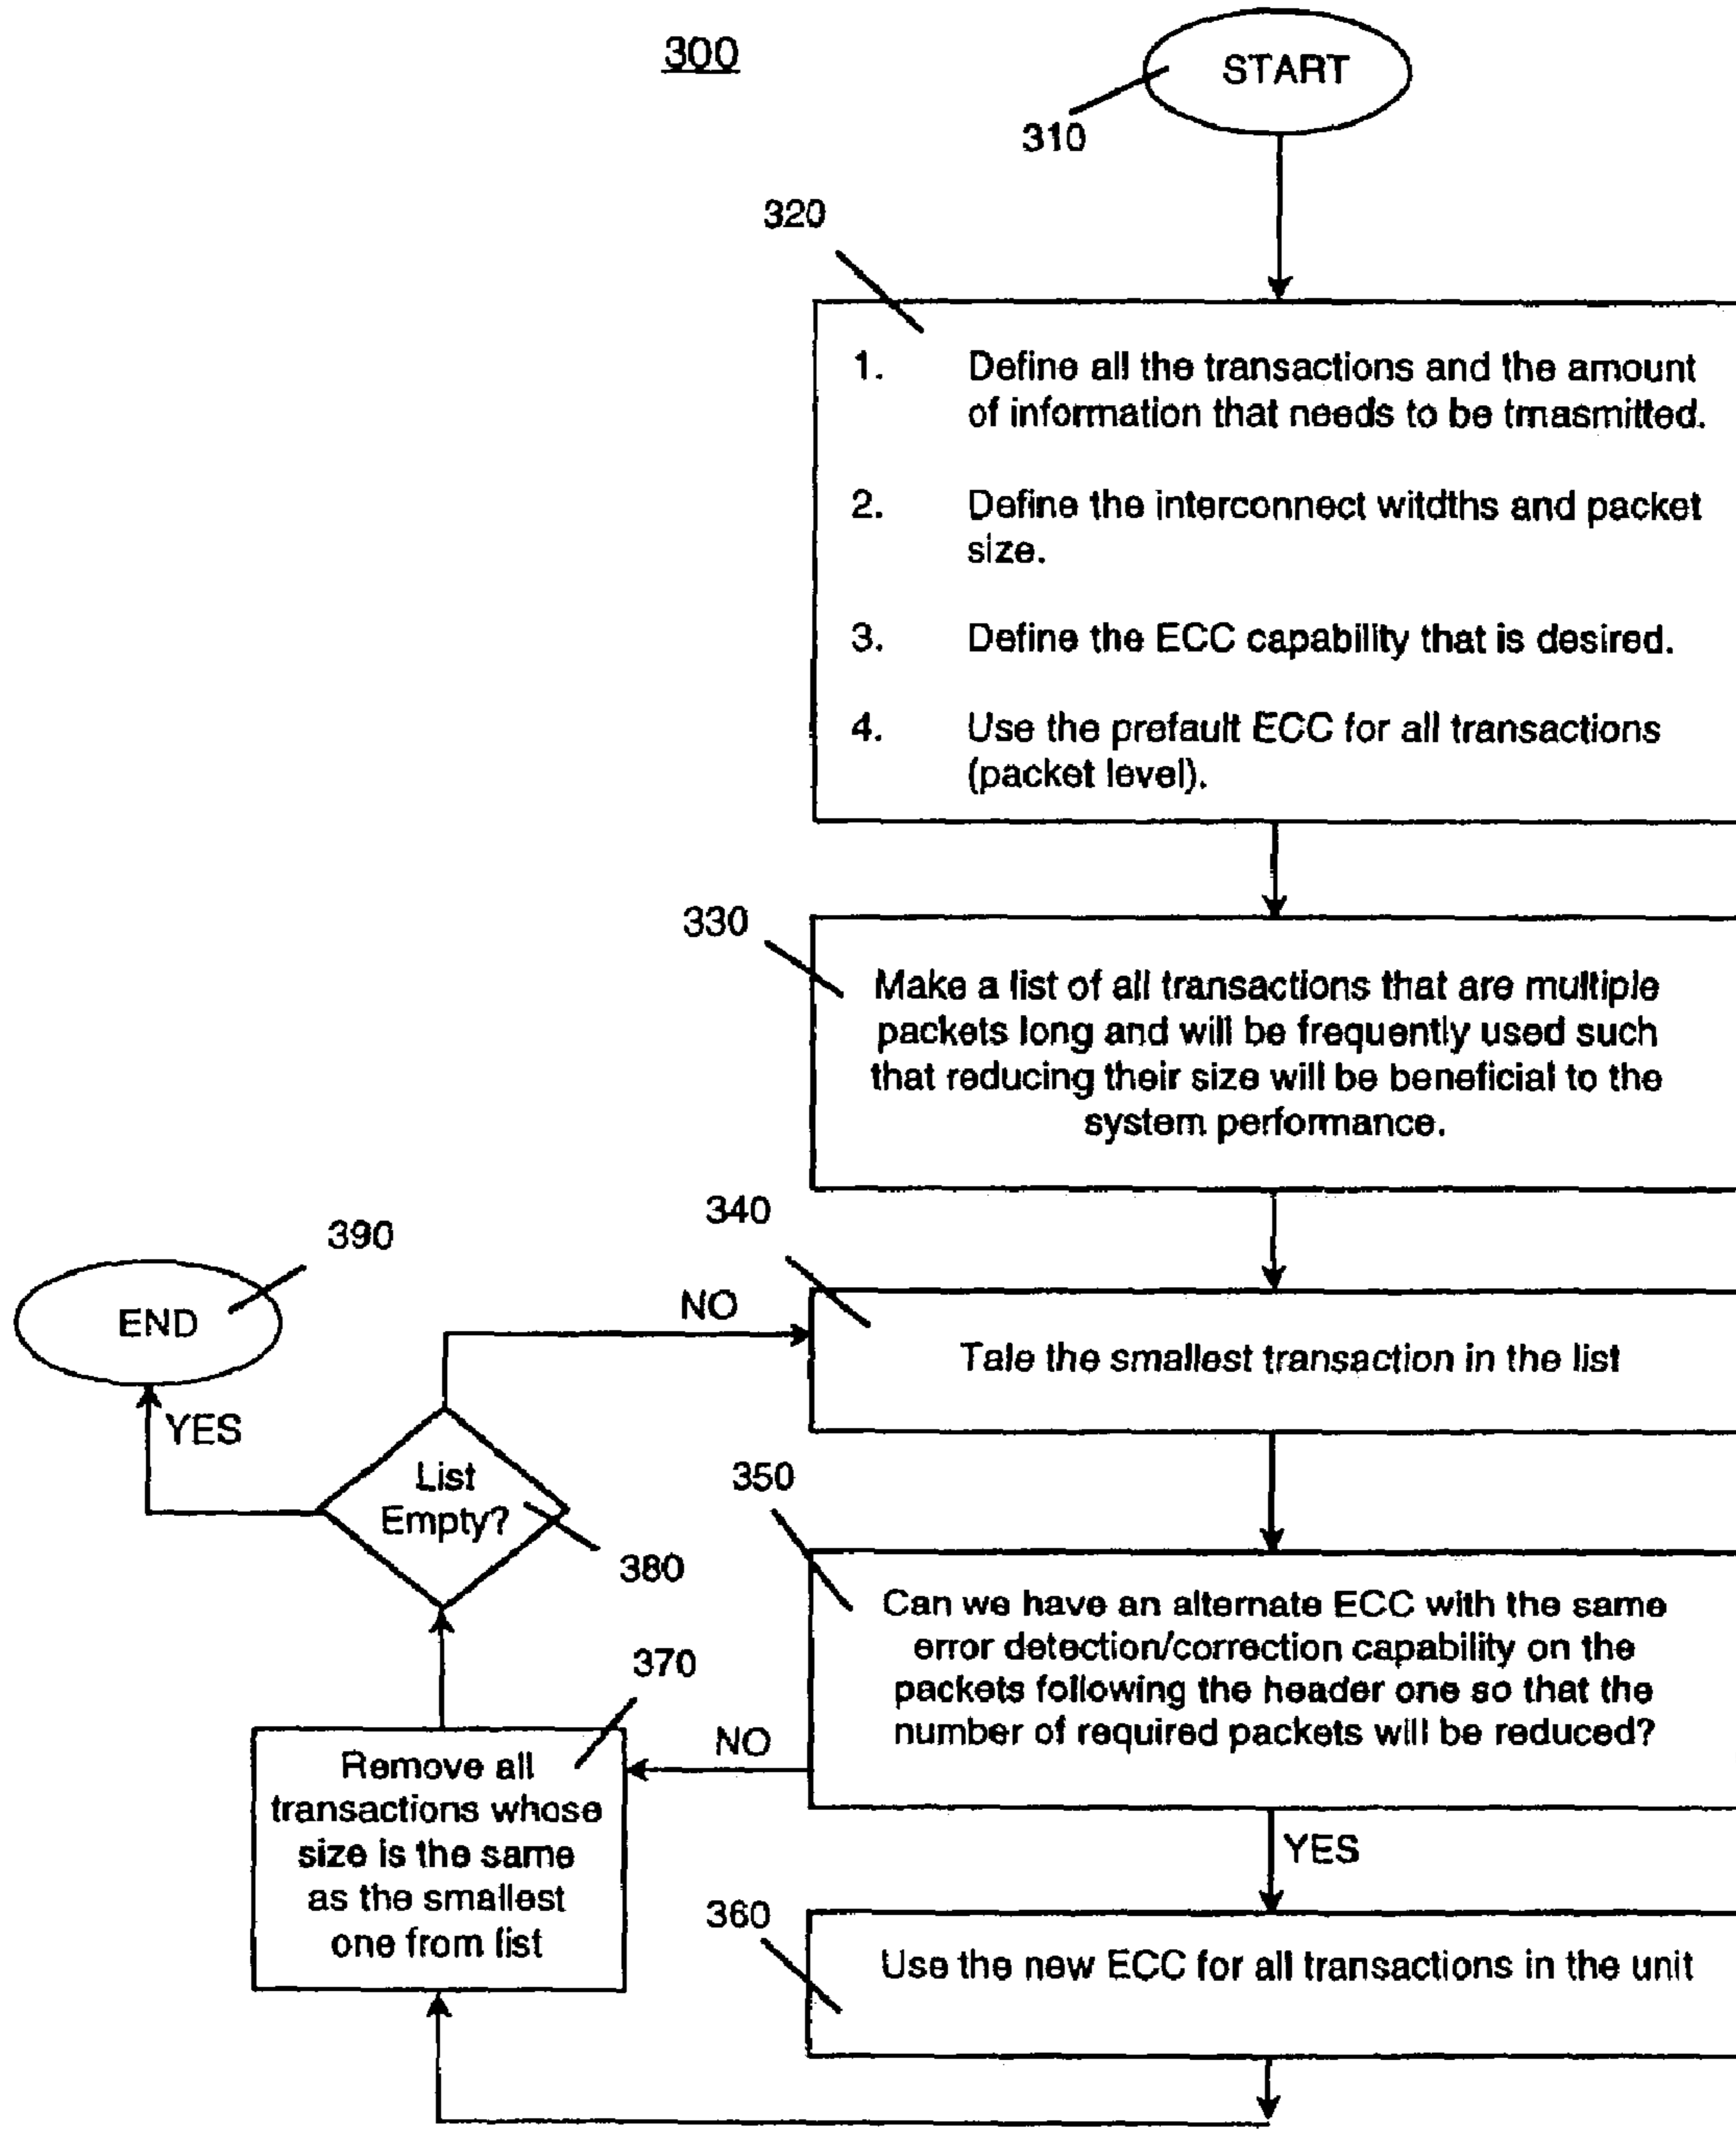 300
START
310
320
1. Define all the transactions and the amount
of information that needs to be tmasmitted.
2. Define the interconnect witdths and packet
size.
3. Define the ECC capability that is desired.
4. Use the prefault ECC for all transactions
(packet level).
330
Make a list of all transactions that are multiple
packets long and will be frequently used such
that reducing their size will be beneficial to the
system performance.
340
390
END
NO
Tale the smallest transaction in the list
YES
List
Empty?
380
350
Can we have an alternate ECC with the same
error detection/correction capability on the
packets following the header one so that the
number of required packets will be reduced?
370
NO
Remove all
transactions whose
size is the same
as the smallest
one from list
YES
360
Use the new ECC for all transactions in the unit